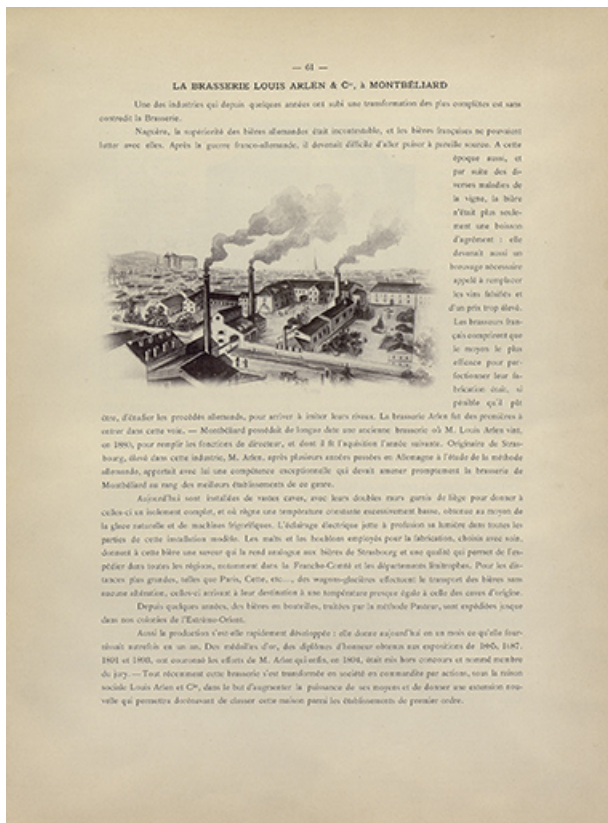 — 61 —
LA BRASSERIE LOUIS ARLEN & Cie, à MONTBÉLIARD
Une des industries qui depuis quelques années ont subi une transformation des plus complètes est sans
contredit la Brasserie.
Naguère, la supériorité des bières allemandes était incontestable, et les bières françaises ne pouvaient
lutter avec elles. Après la guerre franco-allemande, il devenait difficile d'aller puiser à pareille source. A cette
époque aussi, et
par suite des di-
verses maladies de
la vigne, la bière
n'était plus seule-
ment une boisson
d'agrément : elle
devenait aussi un
breuvage nécessaire
appelé à remplacer
les vins falsifiés et
d'un prix trop élevé.
Les brasseurs fran-
çais comprirent que
le moyen le plus
efficace pour per-
fectionner leur fa-
brication était, si
pénible qu'il pût
être, d'étudier les procédés allemands, pour arriver à imiter leurs rivaux. La brasserie Arlen fut des premières à
entrer dans cette voie. — Montbéliard possédait de longue date une ancienne brasserie où M. Louis Arlen vint,
en 1880, pour remplir les fonctions de directeur, et dont il fit l'aquisition l'année suivante. Originaire de Stras-
bourg, élevé dans cette industrie, M. Arlen, après plusieurs années passées en Allemagne à l'étude de la méthode
allemande, apportait avec lui une compétence exceptionnelle qui devait amener promptement la brasserie de
Montbéliard au rang des meilleurs établissements de ce genre.
Aujourd'hui sont installées de vastes caves, avec leurs doubles murs garnis de liège pour donner à
celles-ci un isolement complet, et où règne une température constante excessivement basse, obtenue au moyen de
la glace naturelle et de machines frigorifiques. L'éclairage électrique jette à profusion sa lumière dans toutes les
parties de cette installation modèle. Les malts et les houblons employés pour la fabrication, choisis avec soin,
donnent à cette bière une saveur qui la rend analogue aux bières de Strasbourg et une qualité qui permet de l'ex-
pédier dans toutes les régions, notamment dans la Franche-Comté et les départements limitrophes. Pour les dis-
tances plus grandes, telles que Paris, Cette, etc..., des wagons-glacières effectuent le transport des bières sans
aucune altération, celles-ci arrivant à leur destination à une température presque égale à celle des caves d'origine.
Depuis quelques années, des bières en bouteilles, traitées par la méthode Pasteur, sont expédiées jusque
dans nos colonies de l'Extrême-Orient.
Aussi la production s'est-elle rapidement développée : elle donne aujourd'hui en un mois ce qu'elle four-
nissait autrefois en un an. Des médailles d'or, des diplômes d'honneur obtenus aux expositions de
1891 et 1893, ont couronné les efforts de M. Arlen qui enfin, en 1894, était mis hors concours et nommé membre
du jury. — Tout récemment cette brasserie s'est transformée en société en commandite par actions, sous la raison
sociale Louis Arlen et Cie, dans le but d'augmenter la puissance de ses moyens et de donner une extension nou-
velle qui permettra dorénavant de classer cette maison parmi les établissements de premier ordre.